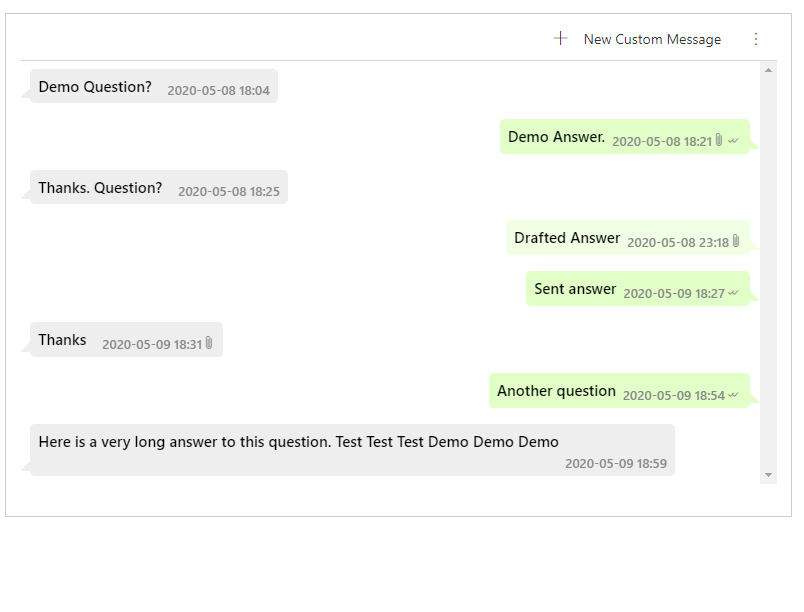 New Custom Message
Demo Question? 2020-05-08 18:04
Demo Answer. 2020-05-08 18:21
Thanks. Question? 2020-05-08 18:25
Drafted Answer 2020-05-08 23:18
Sent answer 2020-05-09 18:27
Thanks 2020-05-09 18:31
Another question 2020-05-09 18:54
Here is a very long answer to this question. Test Test Test Demo Demo Demo
2020-05-09 18:59